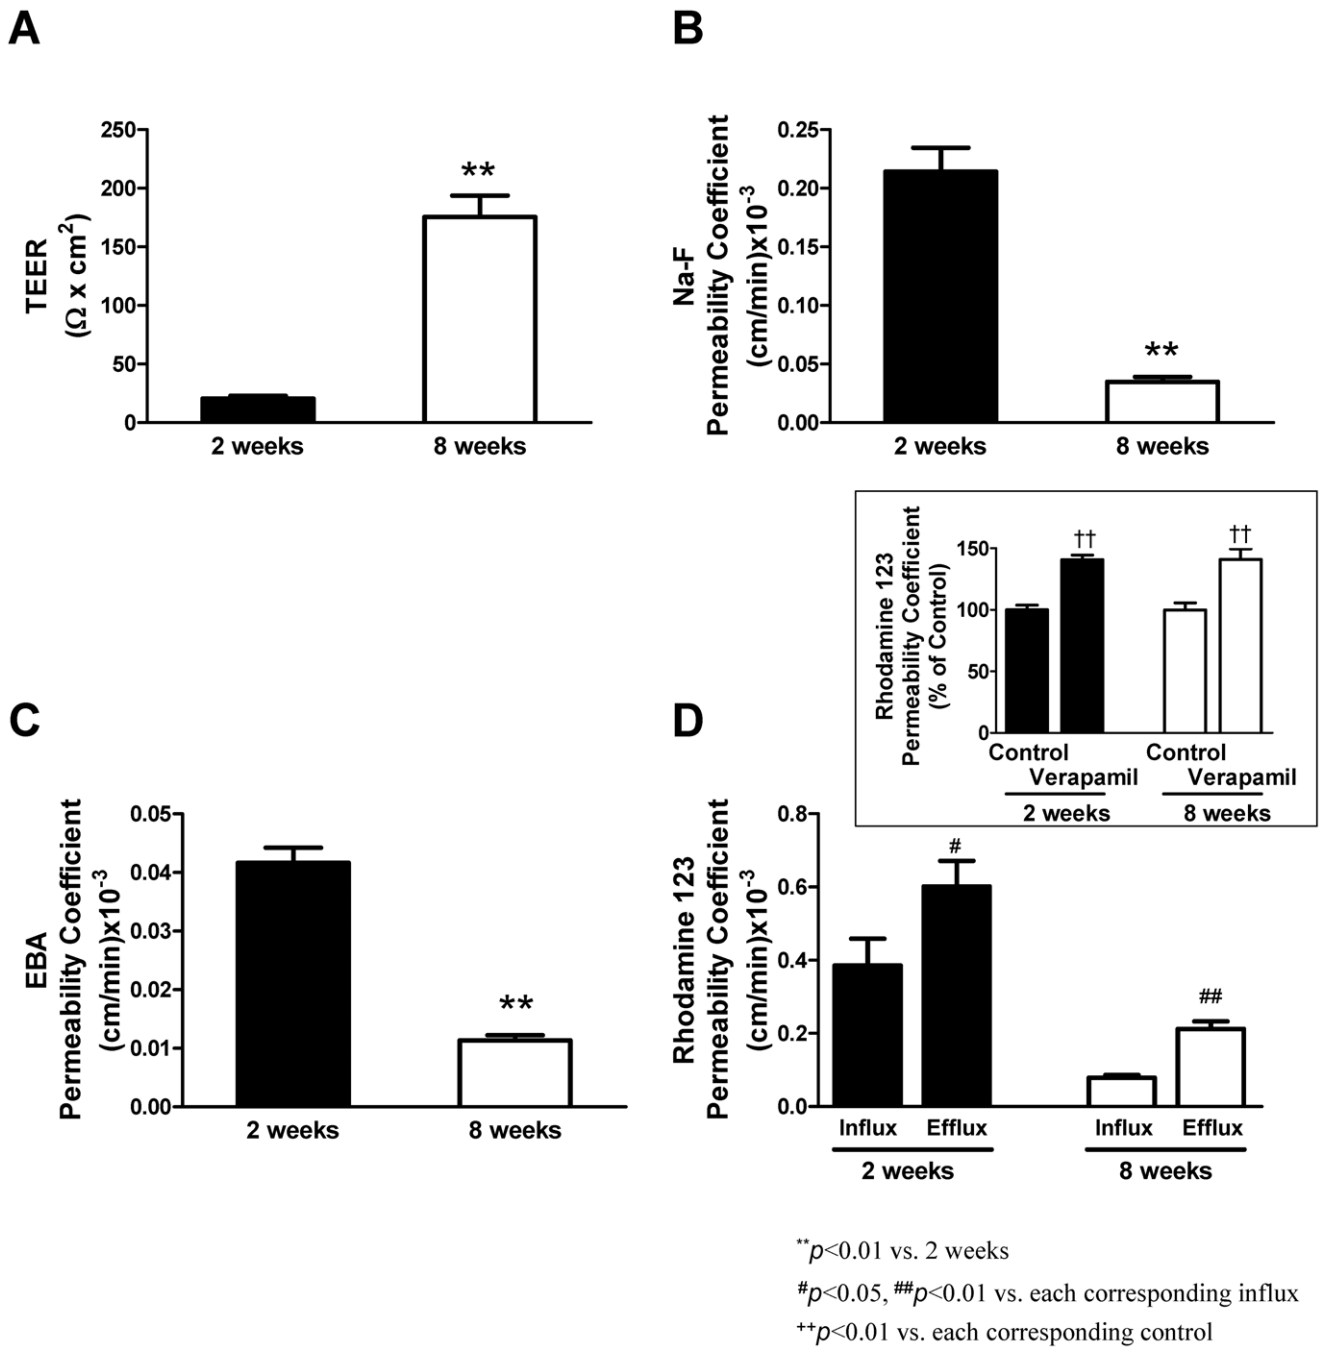 A
TEER
(Ω x cm2)
250
200
150
100
50
0
**
2 weeks
8 weeks
B
Na-F
Permeability Coefficient
(cm/min)x10-3
0.25
0.20
0.15
0.10
0.05
0.00
**
2 weeks
8 weeks
C
EBA
Permeability Coefficient
(cm/min)x10-3
0.05
0.04
0.03
0.02
0.01
0.00
**
2 weeks
8 weeks
D
Rhodamine 123
Permeability Coefficient
(% of Control)
150
100
50
0
††
††
Control
Control
Verapamil
Verapamil
2 weeks
8 weeks
Rhodamine 123
Permeability Coefficient
(cm/min)x10-3
0.8
0.6
0.4
0.2
0.0
#
##
Influx Efflux
Influx Efflux
2 weeks
8 weeks
**p<0.01 vs. 2 weeks
#p<0.05, ##p<0.01 vs. each corresponding influx
++p<0.01 vs. each corresponding control